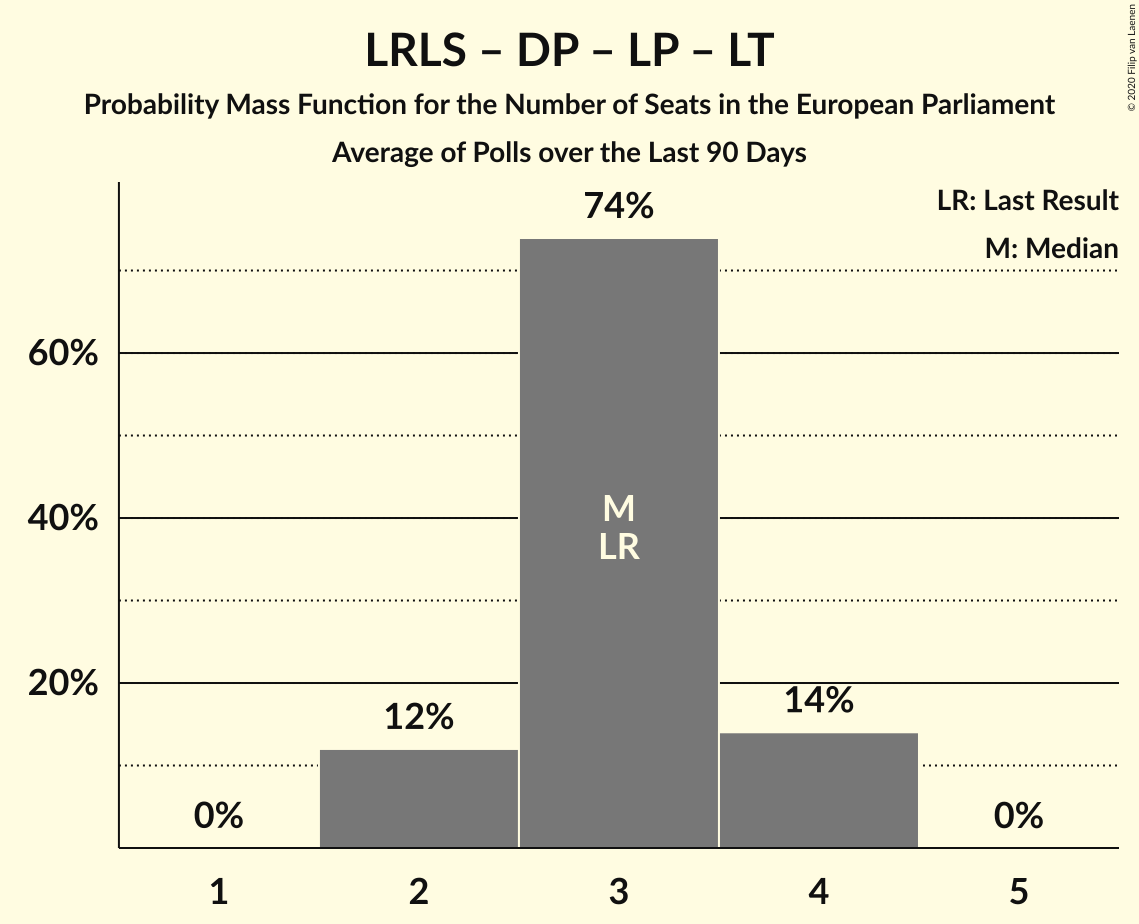 LRLS – DP – LP – LT
Probability Mass Function for the Number of Seats in the European Parliament
Average of Polls over the Last 90 Days
© 2020 Filip van Laenen
LR: Last Result
M: Median
74%
60%
40%
20%
M
LR
12%
14%
0%
0%
1
2
3
4
5